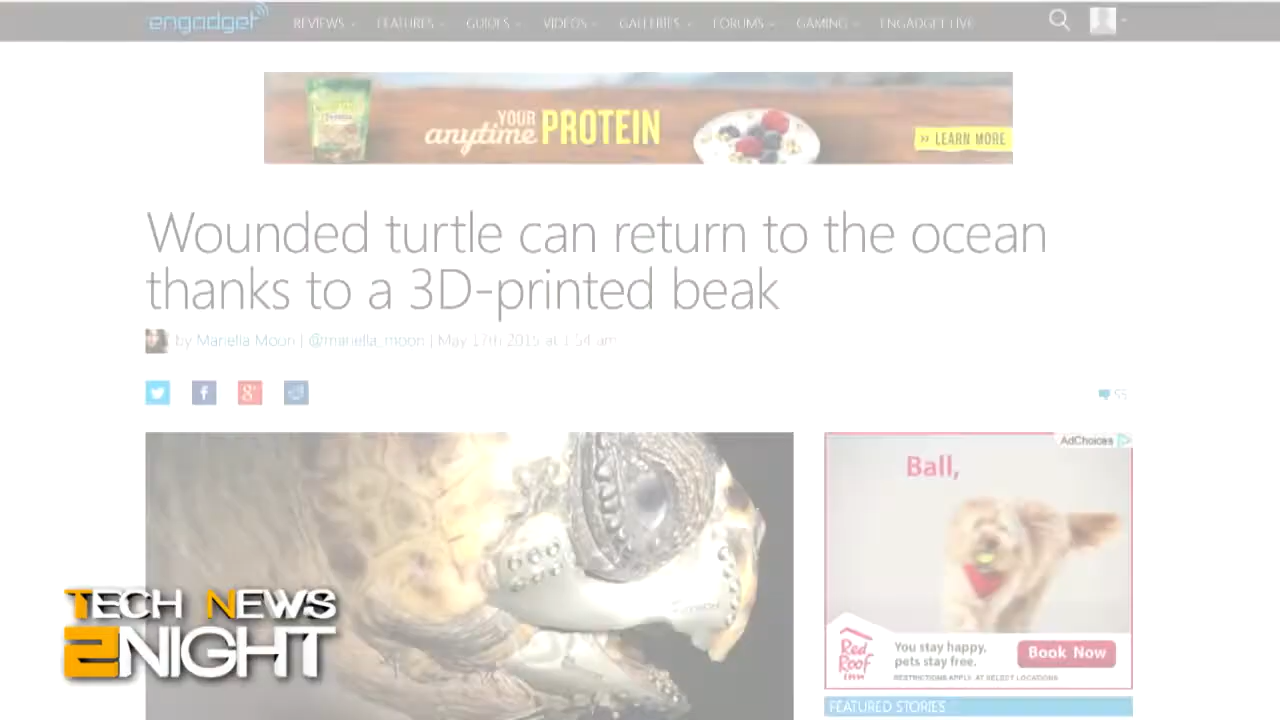 engadget
REVIEWS FEATURES GUIDES VIDEOS GALLERIES FORUMS GAMING ENGADGET LIVE
YOUR
anytime PROTEIN
>> LEARN MORE
Wounded turtle can return to the ocean
thanks to a 3D-printed beak
by Mariella Moon | @mariella_moon | May 17th 2015 at 1:54 am
55
AdChoices
Ball,
TECH NEWS
2NIGHT
Red
Roof
INN
You stay happy,
pets stay free.
Book Now
RESTRICTIONS APPLY. AT SELECT LOCATIONS
FEATURED STORIES